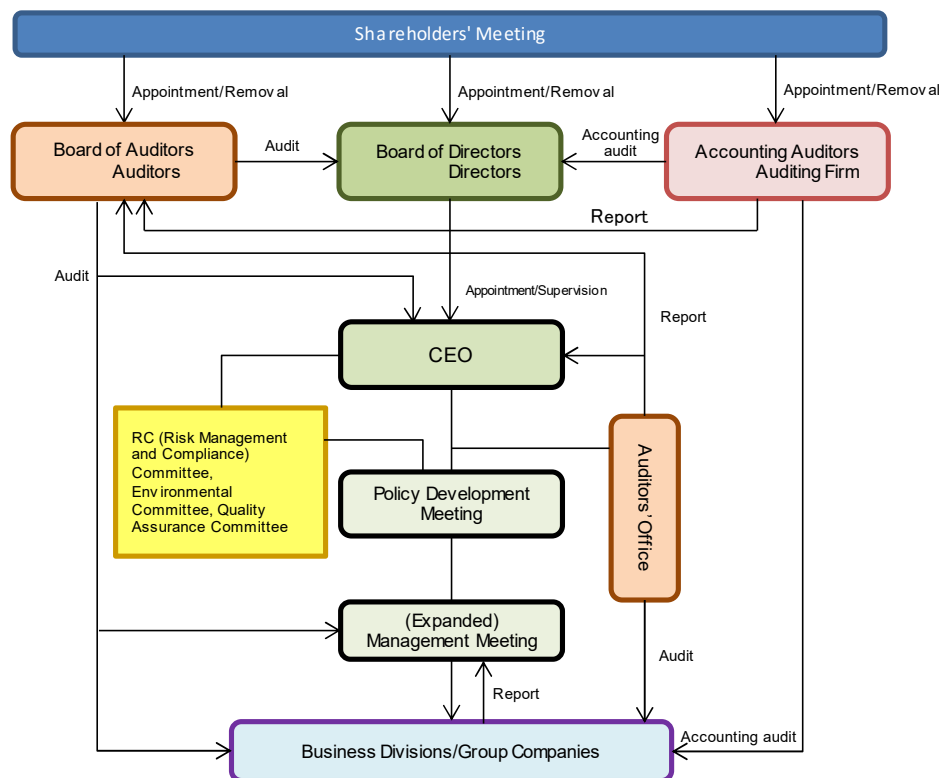 Shareholders' Meeting
Appointment/Removal
Appointment/Removal
Appointment/Removal
Board of Auditors
Auditors
Audit
Board of Directors
Directors
Accounting
audit
Accounting Auditors
Auditing Firm
Report
Audit
Appointment/Supervision
Report
CEO
RC (Risk Management
and Compliance)
Committee,
Environmental
Committee, Quality
Assurance Committee
Policy Development
Meeting
Auditors' Office
(Expanded)
Management Meeting
Audit
Report
Accounting audit
Business Divisions/Group Companies